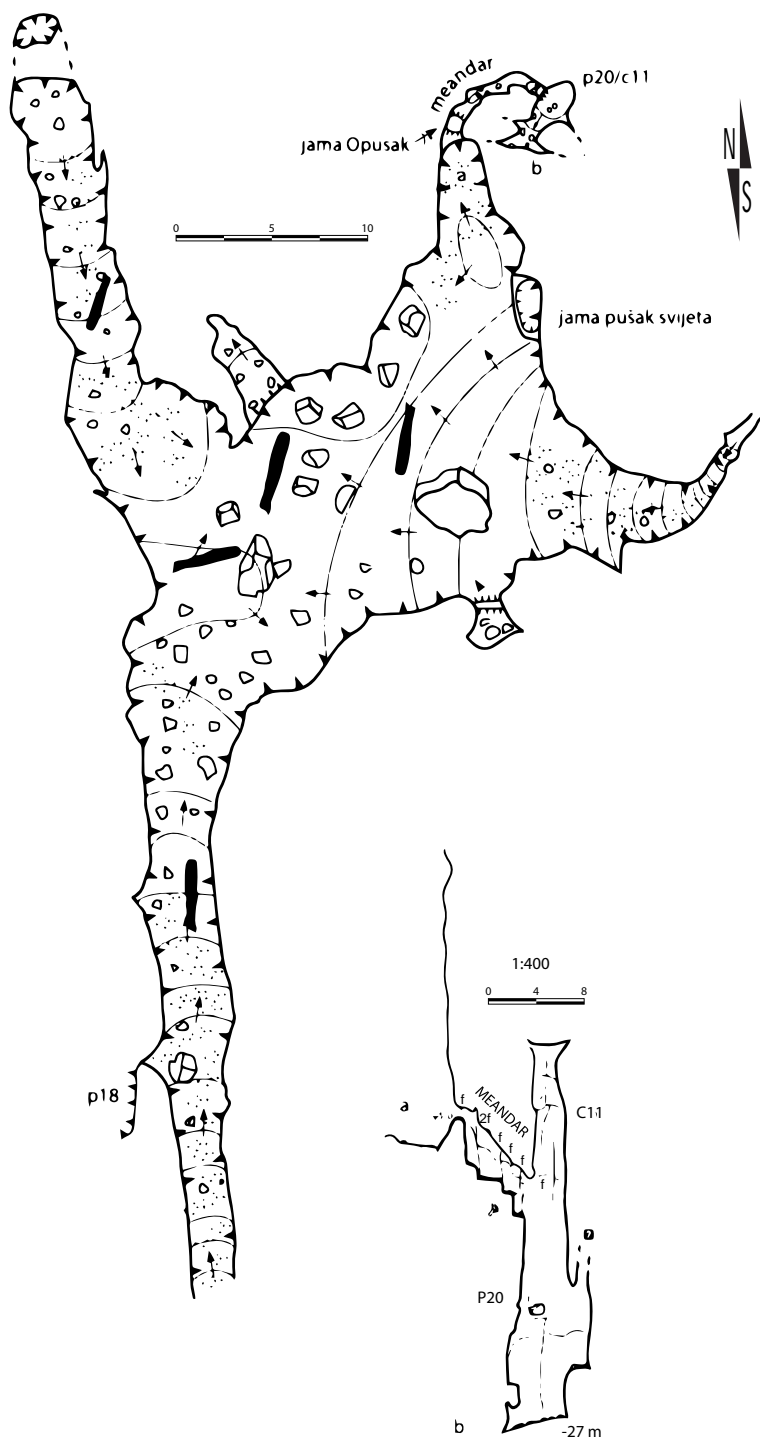 meandar
p20/c11
jama Opusak
a
b
N
S
0 5 10
jama pušak svijeta
p18
1:400
0 4 8
f
MEANDAR
2f
f
f
f
f
a
C11
?
P20
b
-27 m